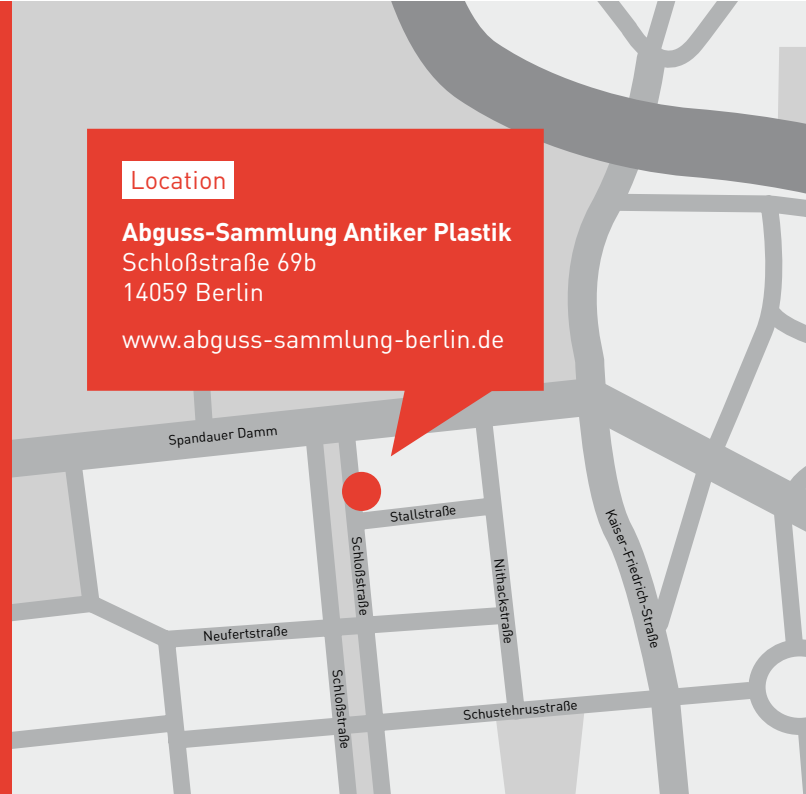 Location
Abguss-Sammlung Antiker Plastik
Schloßstraße 69b
14059 Berlin
www.abguss-sammlung-berlin.de
Spandauer Damm
Stallstraße
Schloßstraße
Nithackstraße
Kaiser-Friedrich-Straße
Neufertstraße
Schloßstraße
Schustehrusstraße